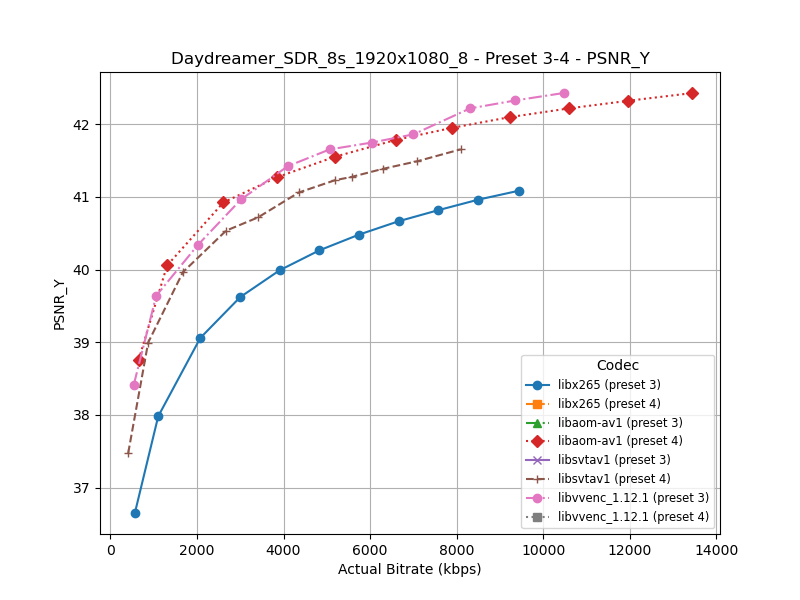 Daydreamer_SDR_8s_1920x1080_8 - Preset 3-4 - PSNR_Y
PSNR_Y
42
41
40
39
38
37
Codec
libx265 (preset 3)
libx265 (preset 4)
libaom-av1 (preset 3)
libaom-av1 (preset 4)
libsvtav1 (preset 3)
libsvtav1 (preset 4)
libvvenc_1.12.1 (preset 3)
libvvenc_1.12.1 (preset 4)
0 2000 4000 6000 8000 10000 12000 14000
Actual Bitrate (kbps)